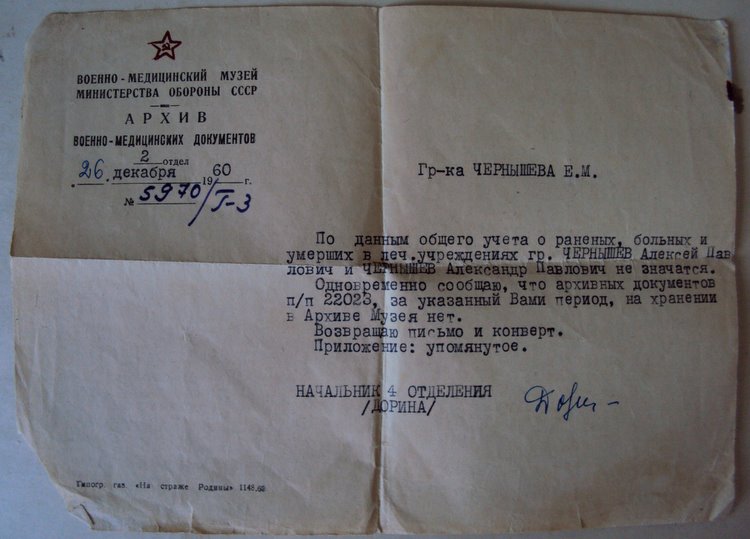 ВОЕННО-МЕДИЦИНСКИЙ МУЗЕЙ
МИНИСТЕРСТВА ОБОРОНЫ СССР
АРХИВ
ВОЕННО-МЕДИЦИНСКИХ ДОКУМЕНТОВ
2 отдел
„26„ декабря 1960 г.
№ 5970/Г-3
Гр-ка ЧЕРНЫШЕВА Е.М.
По данным общего учета о раненых, больных и
умерших в леч.учреждениях гр. ЧЕРНЫШЕВ Алексей Пав
лович и ЧЕРНЫШЕВ Александр Павлович не значатся.
Одновременно сообщаю, что архивных документов
п/п 22023, за указанный Вами период, на хранении
в Архиве Музея нет.
Возвращаю письмо и конверт.
Приложение: упомянутое.
НАЧАЛЬНИК 4 ОТДЕЛЕНИЯ
/ДОРИНА/
Типогр. газ. «На страже Родины» 1148.60